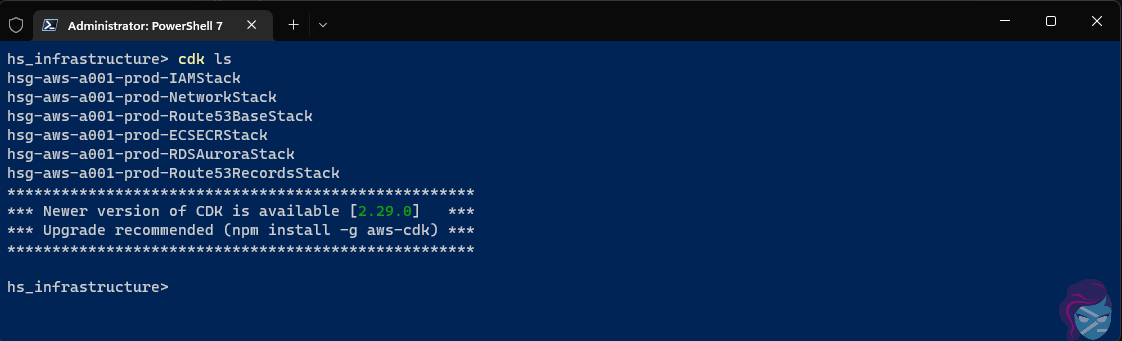 Administrator: PowerShell 7
hs_infrastructure> cdk ls
hsg-aws-a001-prod-IAMStack
hsg-aws-a001-prod-NetworkStack
hsg-aws-a001-prod-Route53BaseStack
hsg-aws-a001-prod-ECSECRStack
hsg-aws-a001-prod-RDSAuroraStack
hsg-aws-a001-prod-Route53RecordsStack
****************************************************
*** Newer version of CDK is available [2.29.0]   ***
*** Upgrade recommended (npm install -g aws-cdk) ***
****************************************************
hs_infrastructure>